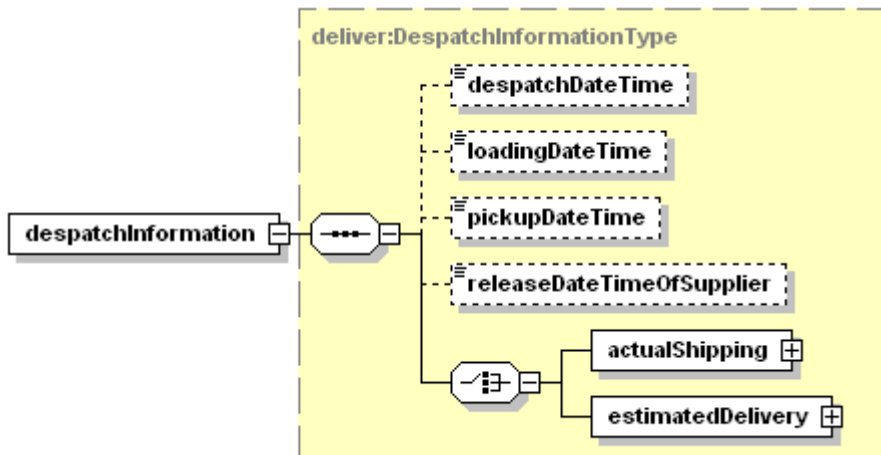 deliver:DespatchInformationType
despatchDateTime
loadingDateTime
pickupDateTime
despatchInformation
releaseDateTimeOfSupplier
actualShipping
estimatedDelivery